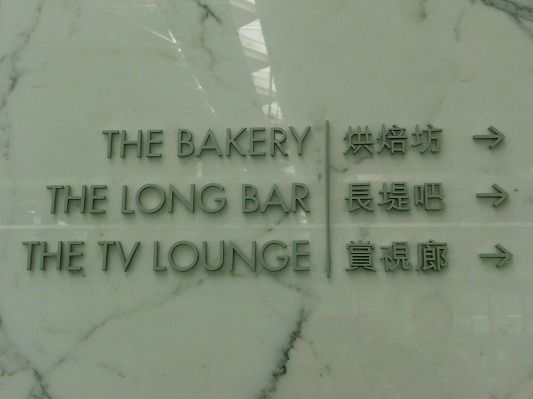 THE BAKERY 烘焙坊 →
THE LONG BAR 長堤吧 →
THE TV LOUNGE 賞視廊 →